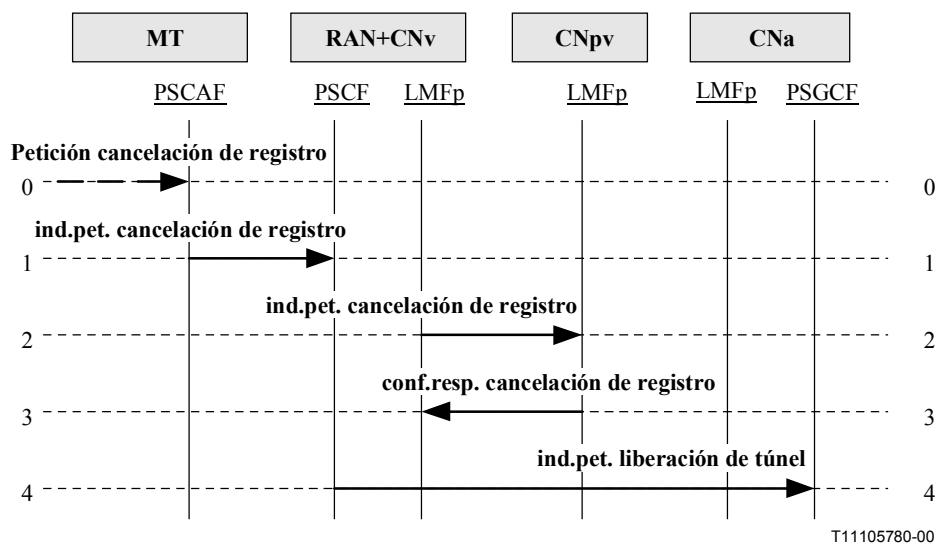 MT RAN+CNv CNpv CNa
PSCAF PSCF LMFp LMFp LMFp PSGCF
Petición cancelación de registro
0 0
ind.pet. cancelación de registro
1 1
ind.pet. cancelación de registro
2 2
conf.resp. cancelación de registro
3 3
ind.pet. liberación de túnel
4 4
T11105780-00